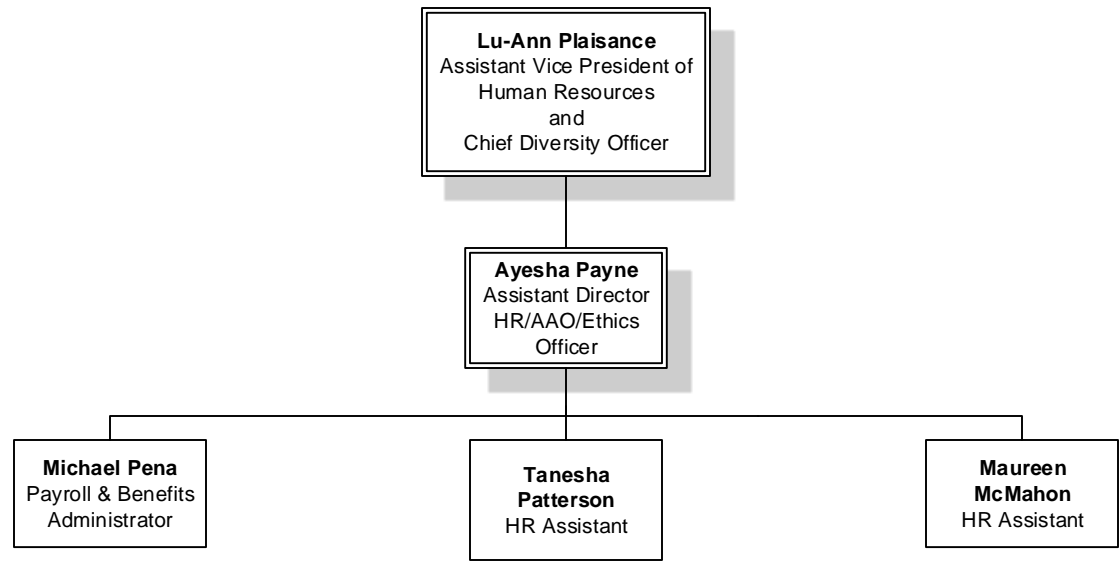 Lu-Ann Plaisance
Assistant Vice President of
Human Resources
and
Chief Diversity Officer
Ayesha Payne
Assistant Director
HR/AAO/Ethics
Officer
Michael Pena
Payroll & Benefits
Administrator
Tanesha
Patterson
HR Assistant
Maureen
McMahon
HR Assistant